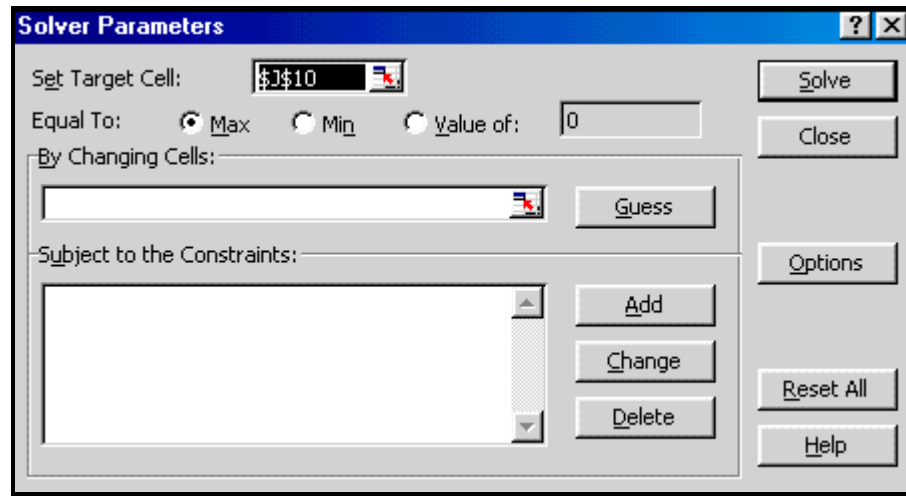 Solver Parameters ? X
Set Target Cell: $J$10 Solve
Equal To: Max Min Value of: 0
Close
By Changing Cells:
Guess
Subject to the Constraints: Options
Add
Change
Reset All
Delete
Help